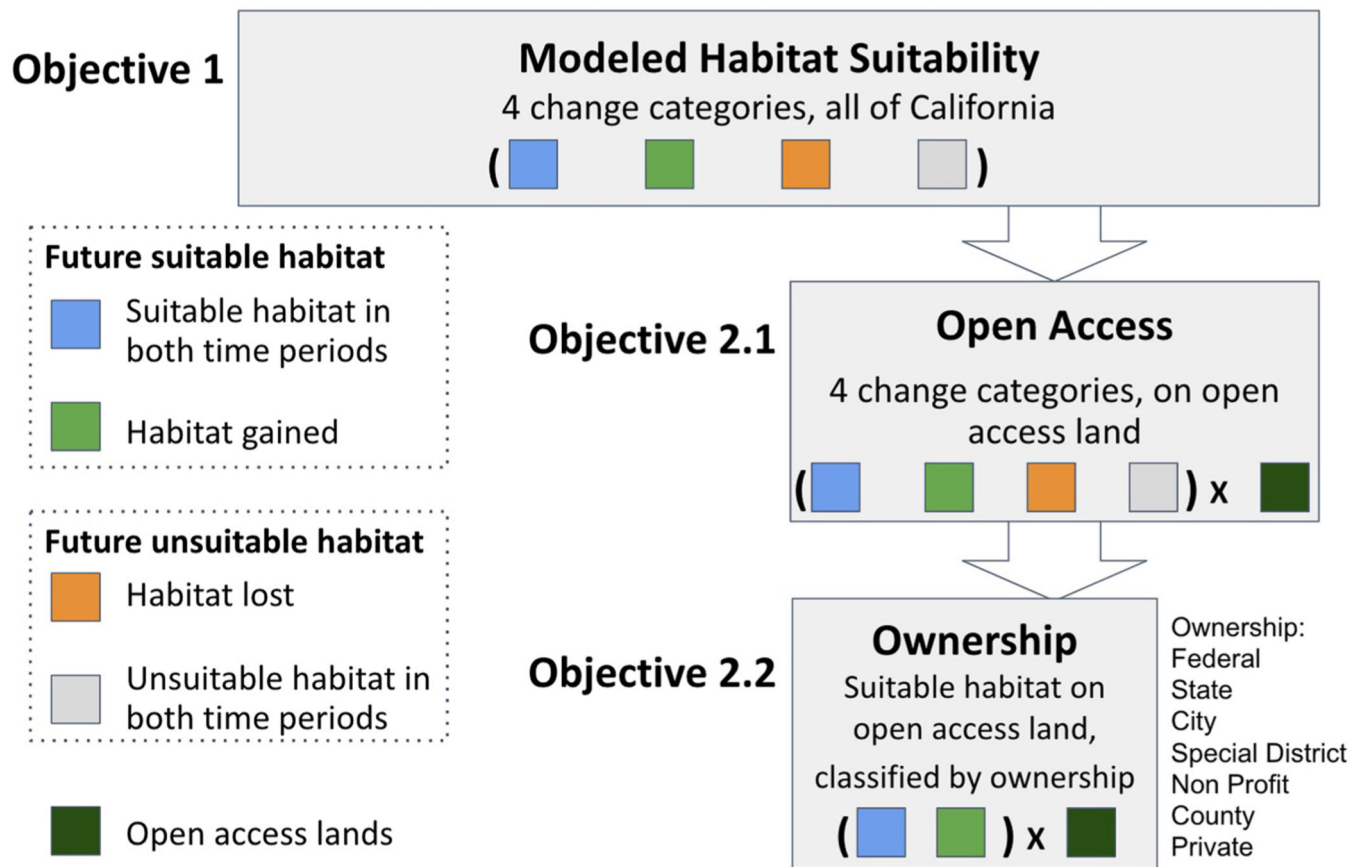 Objective 1
Modeled Habitat Suitability
4 change categories, all of California
( )
Future suitable habitat
Suitable habitat in
both time periods
Habitat gained
Future unsuitable habitat
Habitat lost
Unsuitable habitat in
both time periods
Open access lands
Objective 2.1
Open Access
4 change categories, on open
access land
( ) x
Objective 2.2
Ownership
Suitable habitat on
open access land,
classified by ownership
( ) x
Ownership:
Federal
State
City
Special District
Non Profit
County
Private